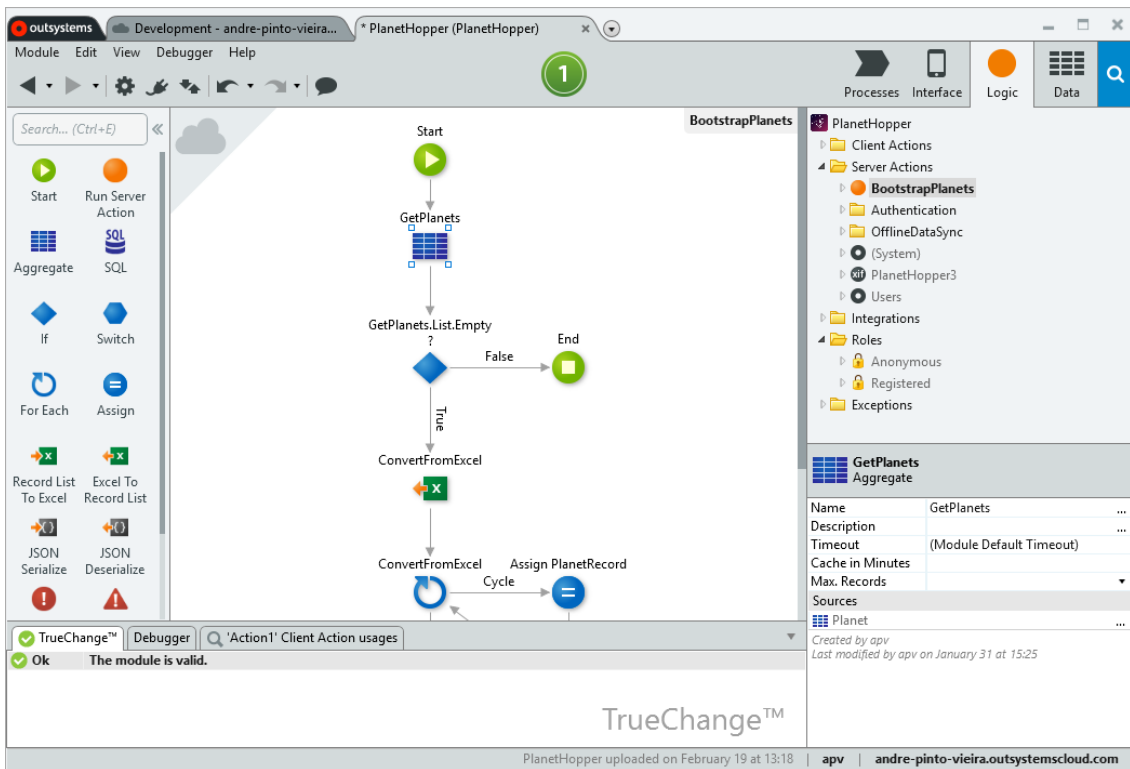 outsystems
Development - andre-pinto-vieira...
* PlanetHopper (PlanetHopper)
Module Edit View Debugger Help
1
Processes
Interface
Logic
Data
Search... (Ctrl+E)
Start
Run Server
Action
Aggregate
SQL
SQL
If
Switch
For Each
Assign
Record List
To Excel
Excel To
Record List
JSON
Serialize
JSON
Deserialize
BootstrapPlanets
Start
GetPlanets
GetPlanets.List.Empty
?
False
End
True
ConvertFromExcel
X
ConvertFromExcel
Cycle
Assign PlanetRecord
PlanetHopper
Client Actions
Server Actions
BootstrapPlanets
Authentication
OfflineDataSync
(System)
xif PlanetHopper3
Users
Integrations
Roles
Anonymous
Registered
Exceptions
GetPlanets
Aggregate
Name GetPlanets ...
Description ...
Timeout (Module Default Timeout)
Cache in Minutes
Max. Records
Sources
Planet ...
Created by apv
Last modified by apv on January 31 at 15:25
TrueChange™
Debugger
'Action1' Client Action usages
Ok The module is valid.
TrueChange™
PlanetHopper uploaded on February 19 at 13:18 | apv | andre-pinto-vieira.outsystemscloud.com